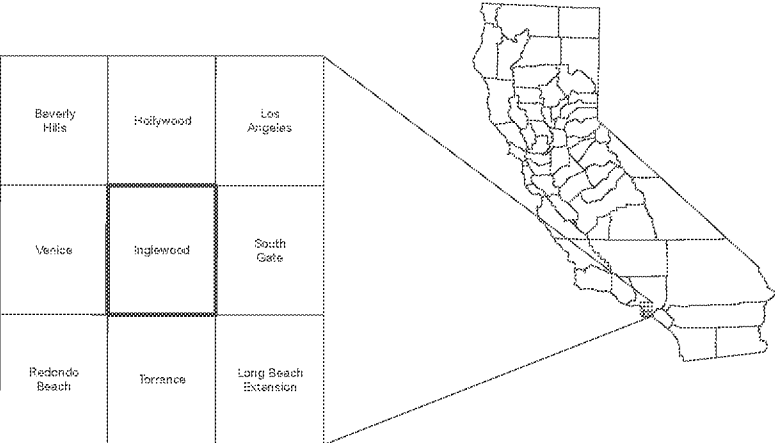 Beverly
Hills
Hollywood
Los
Angeles
Venice
Inglewood
South
Gate
Redondo
Beach
Torrance
Long Beach
Extension